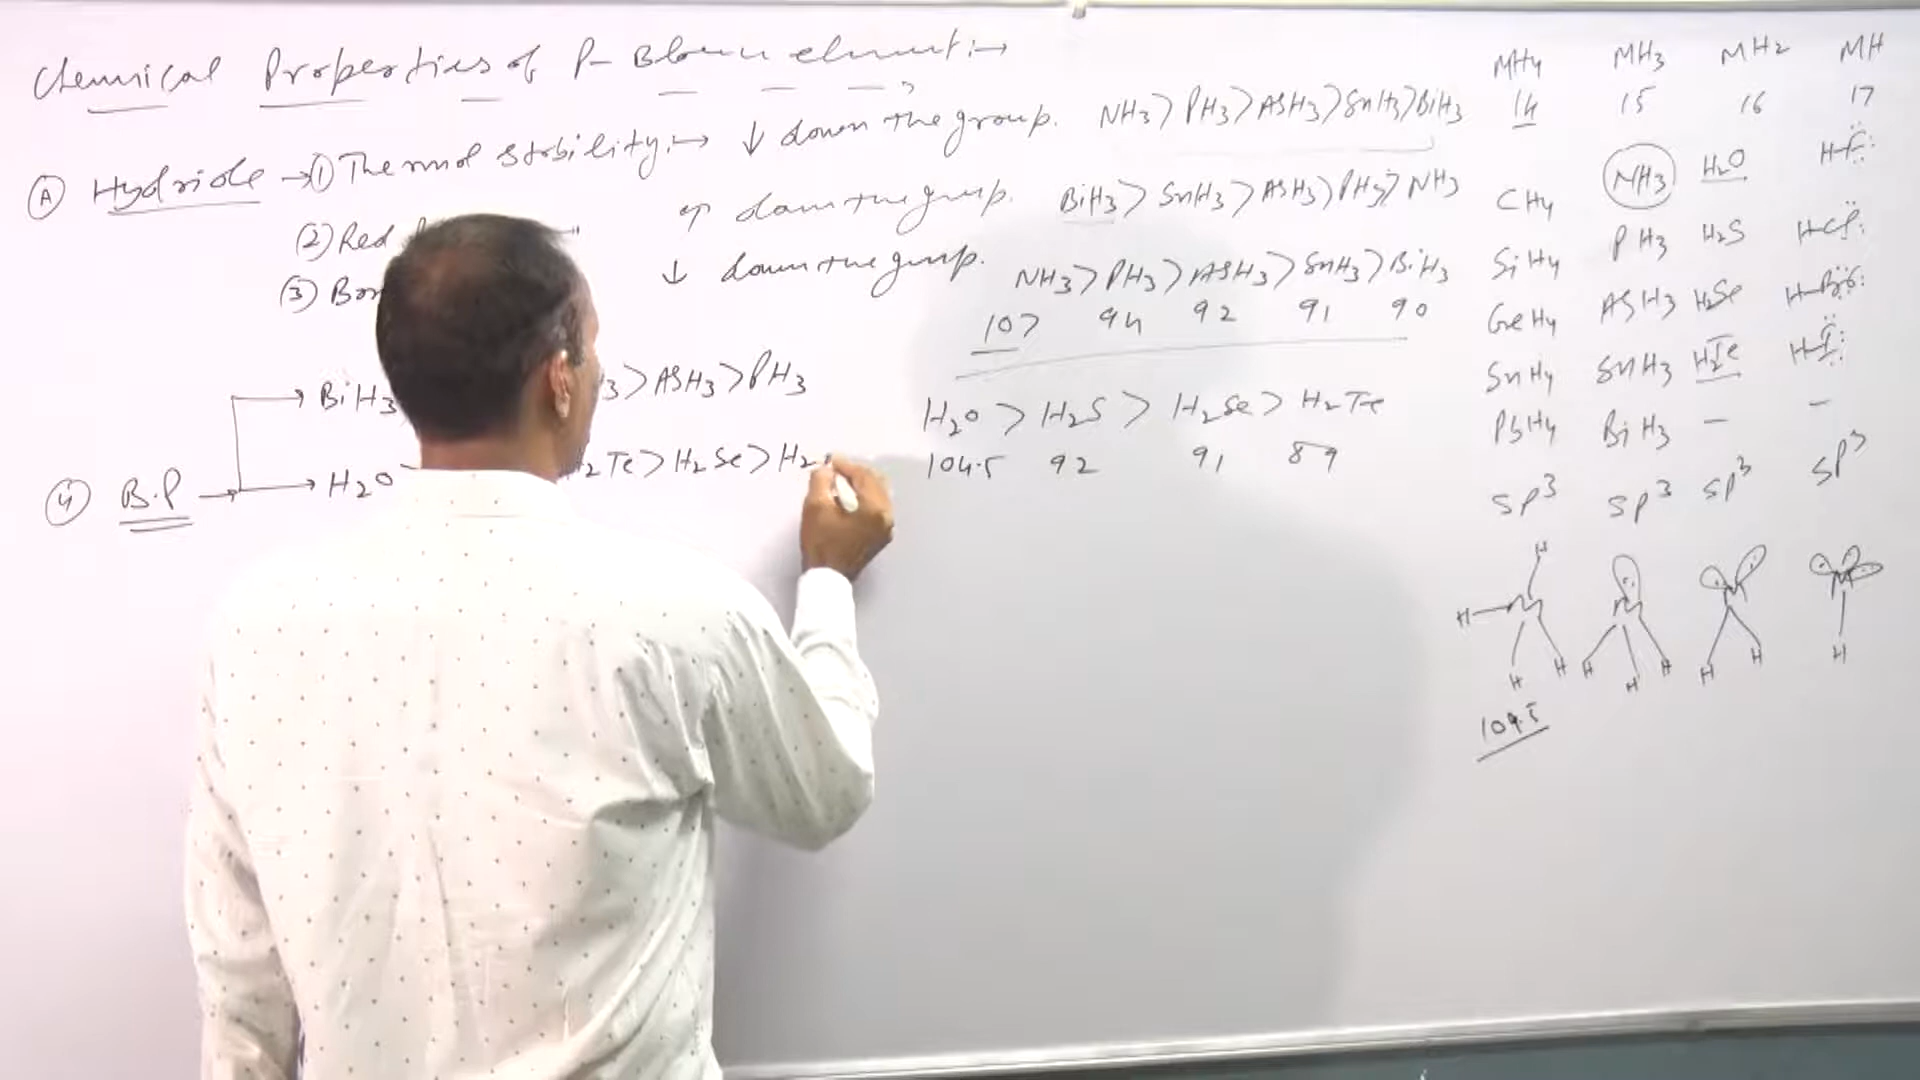 Chemical Properties of P-Block element:→
(A) Hydride → (1) Thermal stability:→ ↓ down the group. NH3 > PH3 > ASH3 > SnH3 > BiH3
(2) Red ↑ down the group. BiH3 > SnH3 > ASH3 > PH3 > NH3
(3) Bon ↓ down the group. NH3 > PH3 > ASH3 > SnH3 > BiH3
107 94 92 91 90
BiH3 3 > ASH3 > PH3
(4) B.P → H2O > H2Te > H2Se > H2
H2O > H2S > H2Se > H2Te
104.5 92 91 89
MH4 MH3 MH2 MH
14 15 16 17
CH4 NH3 H2O H-F
SiH4 PH3 H2S H-Cl
GeH4 ASH3 H2Se H-Br
SnH4 SnH3 H2Te H-I
PbH4 BiH3 — —
SP3 SP3 SP3 SP3
H
H M M M M
H H H H H H H H
109.5